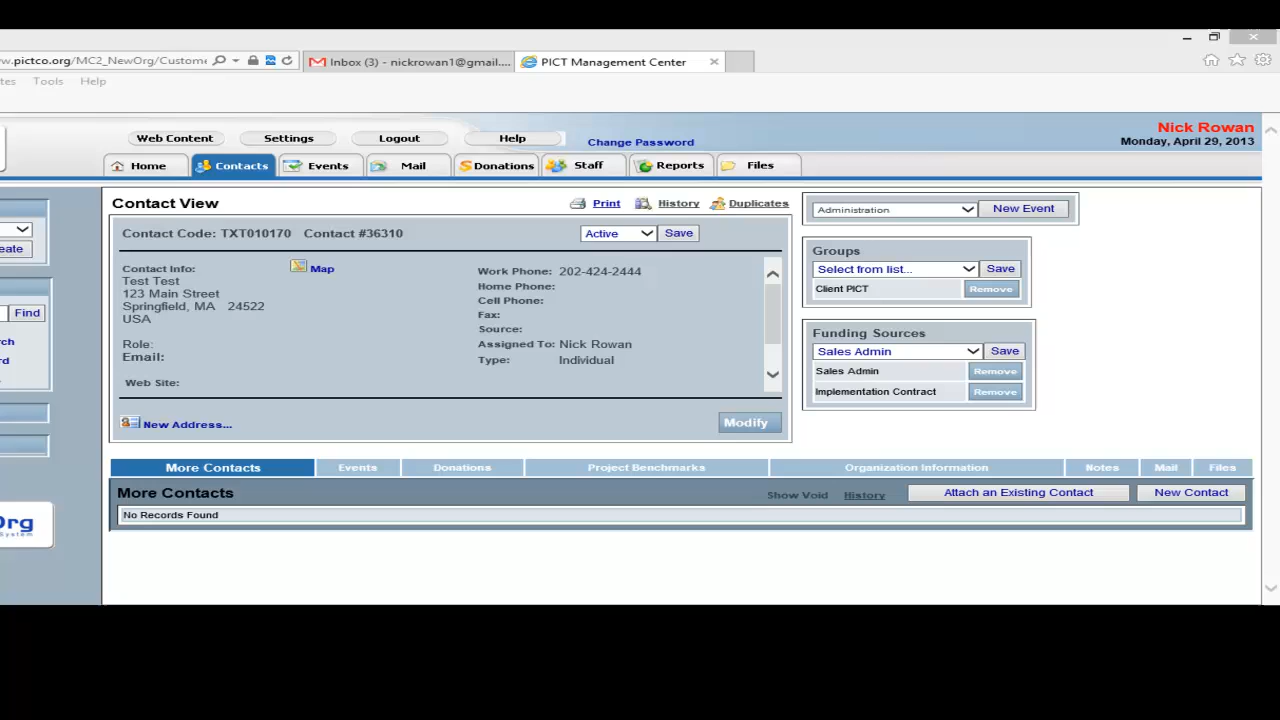 w.pictco.org/MC2_NewOrg/Custome
Inbox (3) - nickrowan1@gmail....
PICT Management Center
tes Tools Help
Web Content Settings Logout Help Change Password
Nick Rowan
Monday, April 29, 2013
Home Contacts Events Mail Donations Staff Reports Files
Contact View Print History Duplicates
Administration New Event
Contact Code: TXT010170 Contact #36310 Active Save
eate
Groups
Select from list... Save
Client PICT Remove
Contact Info: Map
Test Test
123 Main Street
Springfield, MA 24522
USA
Role:
Email:
Web Site:
Work Phone: 202-424-2444
Home Phone:
Cell Phone:
Fax:
Source:
Assigned To: Nick Rowan
Type: Individual
Find
rch
rd
Funding Sources
Sales Admin Save
Sales Admin Remove
Implementation Contract Remove
New Address... Modify
More Contacts Events Donations Project Benchmarks Organization Information Notes Mail Files
More Contacts Show Void History Attach an Existing Contact New Contact
No Records Found
Org
System